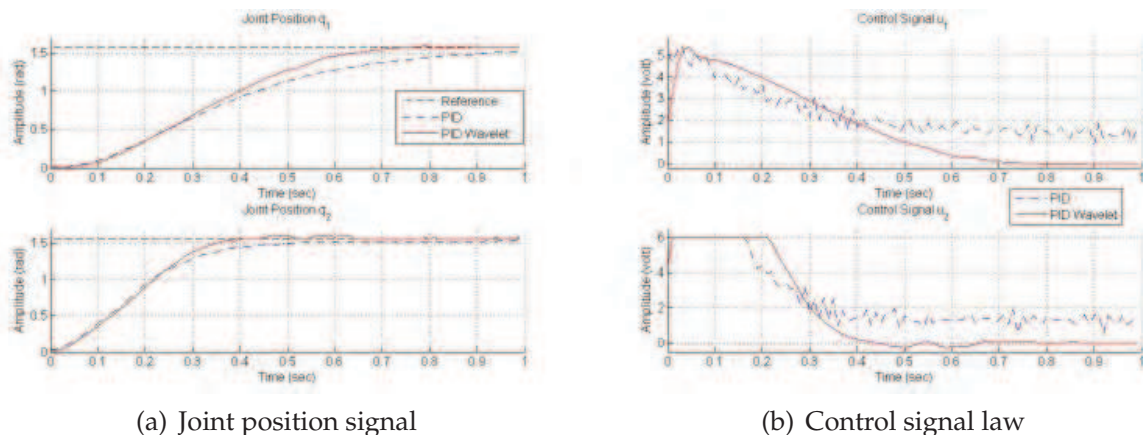 Joint Position q1
Amplitude (rad)
1.5
1
0.5
0
Reference
PID
PID Wavelet
0 0.1 0.2 0.3 0.4 0.5 0.6 0.7 0.8 0.9 1
Time (sec)
Joint Position q2
Amplitude (rad)
1.5
1
0.5
0
0 0.1 0.2 0.3 0.4 0.5 0.6 0.7 0.8 0.9 1
Time (sec)
(a) Joint position signal
Control Signal u1
Amplitude (volt)
5
4
3
2
1
0
0 0.1 0.2 0.3 0.4 0.5 0.6 0.7 0.8 0.9 1
Time (sec)
PID
PID Wavelet
Control Signal u2
Amplitude (volt)
6
4
2
0
0 0.1 0.2 0.3 0.4 0.5 0.6 0.7 0.8 0.9 1
Time (sec)
(b) Control signal law